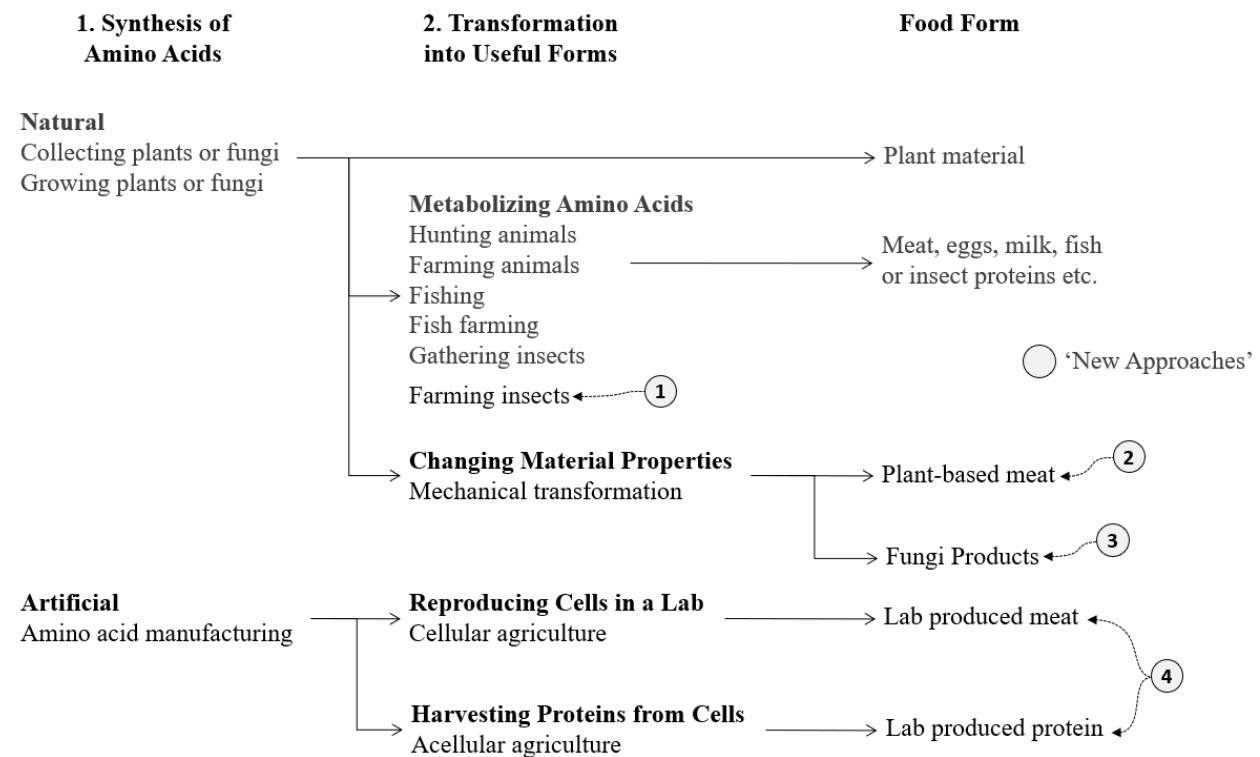 1. Synthesis of
Amino Acids
2. Transformation
into Useful Forms
Food Form
Natural
Collecting plants or fungi
Growing plants or fungi
Plant material
Metabolizing Amino Acids
Hunting animals
Farming animals
Fishing
Fish farming
Gathering insects
Farming insects
1
Meat, eggs, milk, fish
or insect proteins etc.
‘New Approaches’
Changing Material Properties
Mechanical transformation
Plant-based meat
2
Fungi Products
3
Artificial
Amino acid manufacturing
Reproducing Cells in a Lab
Cellular agriculture
Lab produced meat
4
Harvesting Proteins from Cells
Acellular agriculture
Lab produced protein